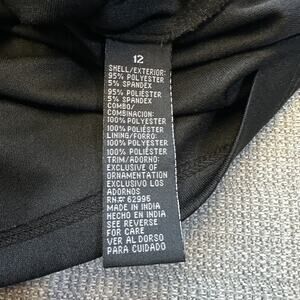 12
SHELL/EXTERIOR:
95% POLYESTER
5% SPANDEX
95% POLIÉSTER
5% SPANDEX
COMBO/
COMBINACION:
100% POLYESTER
100% POLIÉSTER
LINING/FORRO:
100% POLYESTER
100% POLIÉSTER
TRIM/ADORNO:
EXCLUSIVE OF
ORNAMENTATION
EXCLUSIVO LOS
ADORNOS
RN# 62996
MADE IN INDIA
HECHO EN INDIA
SEE REVERSE
FOR CARE
VER AL DORSO
PARA CUIDADO